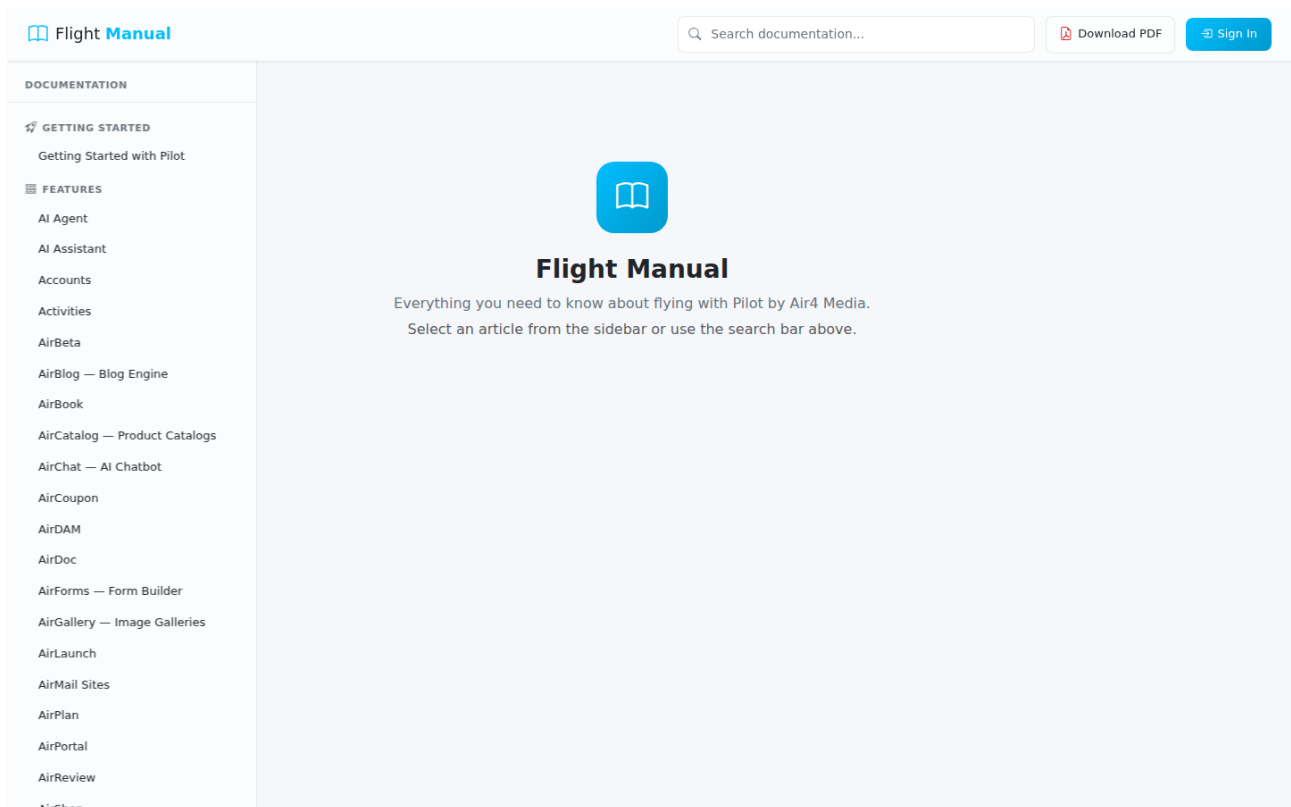 Flight Manual
Search documentation...
Download PDF
Sign In
DOCUMENTATION
GETTING STARTED
Getting Started with Pilot
FEATURES
AI Agent
AI Assistant
Accounts
Activities
AirBeta
AirBlog — Blog Engine
AirBook
AirCatalog — Product Catalogs
AirChat — AI Chatbot
AirCoupon
AirDAM
AirDoc
AirForms — Form Builder
AirGallery — Image Galleries
AirLaunch
AirMail Sites
AirPlan
AirPortal
AirReview
Flight Manual
Everything you need to know about flying with Pilot by Air4 Media.
Select an article from the sidebar or use the search bar above.